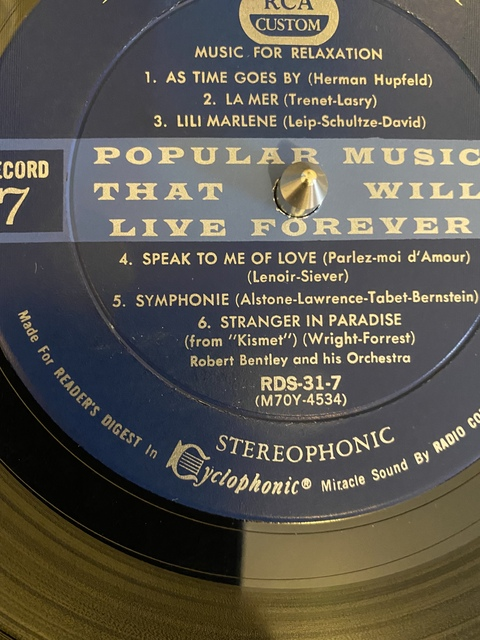 RCA
CUSTOM
MUSIC FOR RELAXATION
1. AS TIME GOES BY (Herman Hupfeld)
2. LA MER (Trenet-Lasry)
3. LILI MARLENE (Leip-Schultze-David)
7
POPULAR MUSIC
THAT WILL
LIVE FOREVER
4. SPEAK TO ME OF LOVE (Parlez-moi d'Amour)
(Lenoir-Siever)
5. SYMPHONIE (Alstone-Lawrence-Tabet-Bernstein)
6. STRANGER IN PARADISE
(from "Kismet") (Wright-Forrest)
Robert Bentley and his Orchestra
RDS-31-7
(M70Y-4534)
STEREOPHONIC
Made For READER'S DIGEST In Cyclophonic® Miracle Sound By RADIO